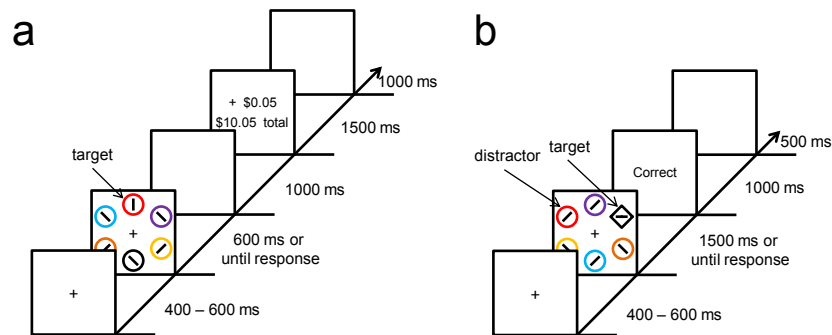 a
1000 ms
+ $0.05
$10.05 total
1500 ms
target
1000 ms
+
600 ms or
until response
+
400 – 600 ms
b
500 ms
target
distractor
Correct
1000 ms
+
1500 ms or
until response
+
400 – 600 ms